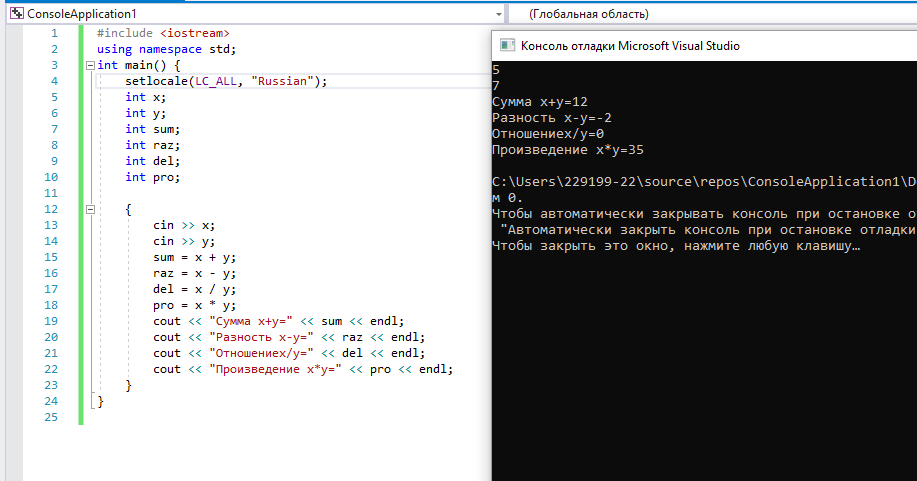 ConsoleApplication1
(Глобальная область)
1 #include <iostream>
2 using namespace std;
3 int main() {
4 setlocale(LC_ALL, "Russian");
5 int x;
6 int y;
7 int sum;
8 int raz;
9 int del;
10 int pro;
11
12 {
13 cin >> x;
14 cin >> y;
15 sum = x + y;
16 raz = x - y;
17 del = x / y;
18 pro = x * y;
19 cout << "Сумма x+y=" << sum << endl;
20 cout << "Разность x-y=" << raz << endl;
21 cout << "Отношениеx/y=" << del << endl;
22 cout << "Произведение x*y=" << pro << endl;
23 }
24 }
25
Консоль отладки Microsoft Visual Studio
5
7
Сумма x+y=12
Разность x-y=-2
Отношениеx/y=0
Произведение x*y=35
C:\Users\229199-22\source\repos\ConsoleApplication1\D
м 0.
Чтобы автоматически закрывать консоль при остановке о
"Автоматически закрыть консоль при остановке отладки
Чтобы закрыть это окно, нажмите любую клавишу…